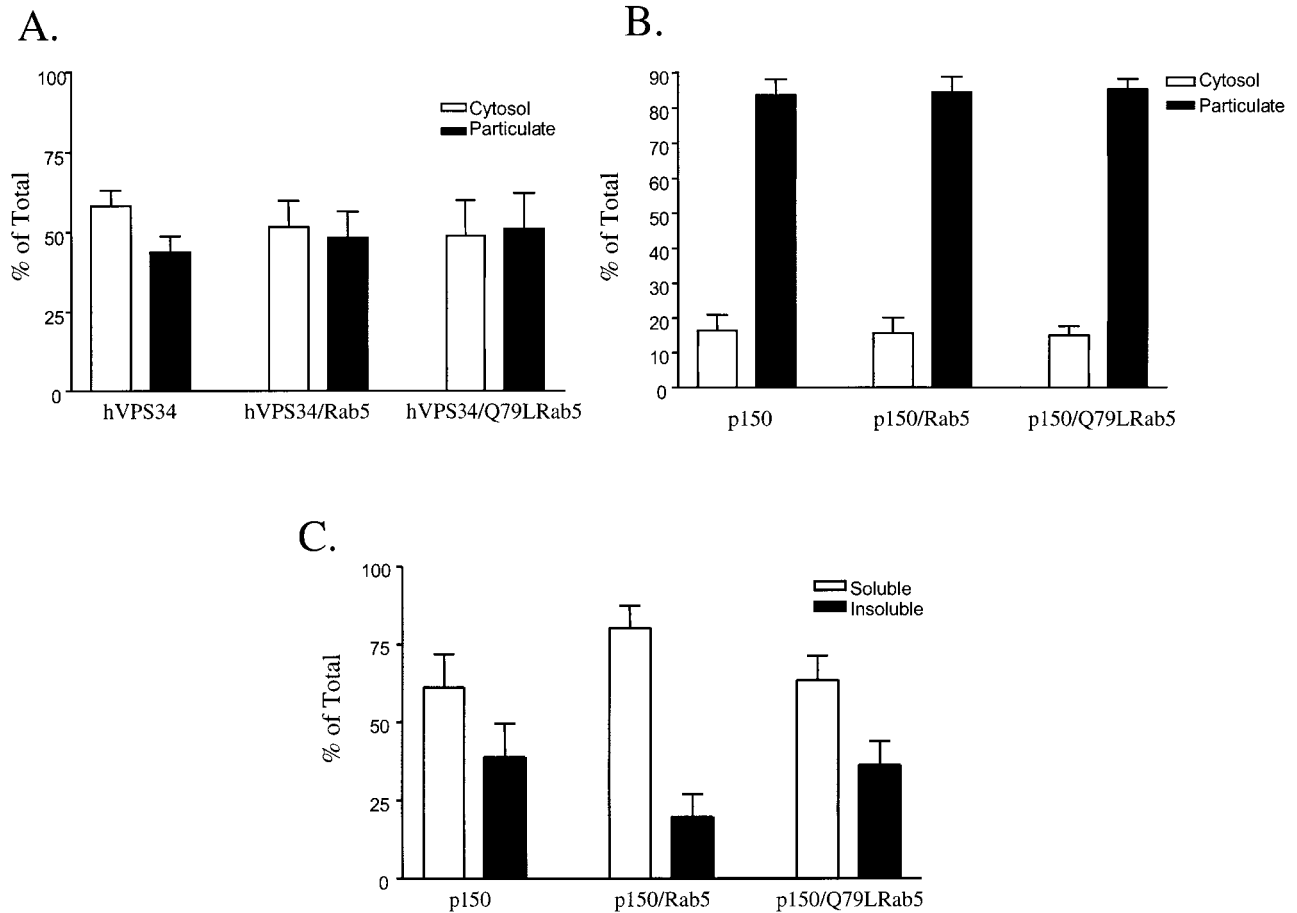 A.
100
75
50
25
0
% of Total
Cytosol
Particulate
hVPS34
hVPS34/Rab5
hVPS34/Q79LRab5
B.
90
80
70
60
50
40
30
20
10
0
% of Total
Cytosol
Particulate
p150
p150/Rab5
p150/Q79LRab5
C.
100
75
50
25
0
% of Total
Soluble
Insoluble
p150
p150/Rab5
p150/Q79LRab5